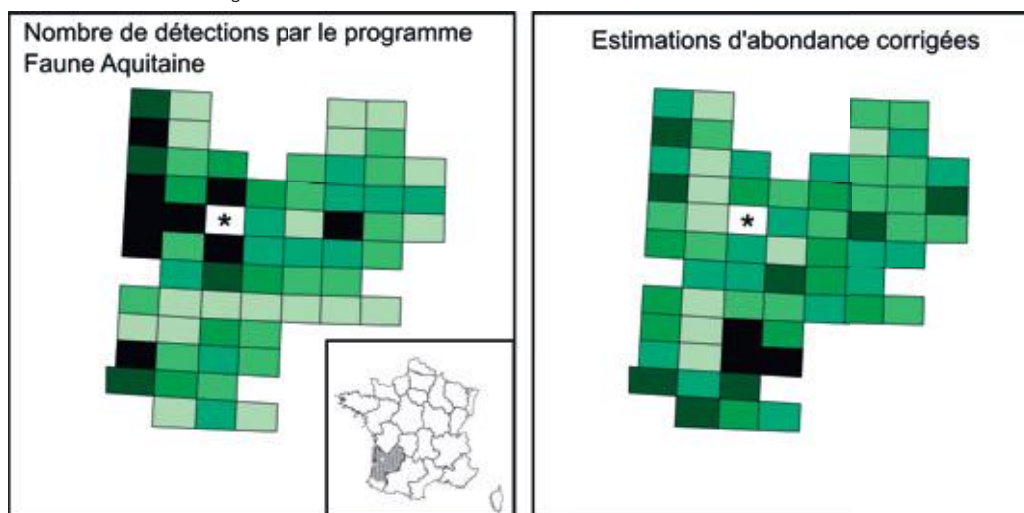 Nombre de détections par le programme
Faune Aquitaine
Estimations d'abondance corrigées
*
*